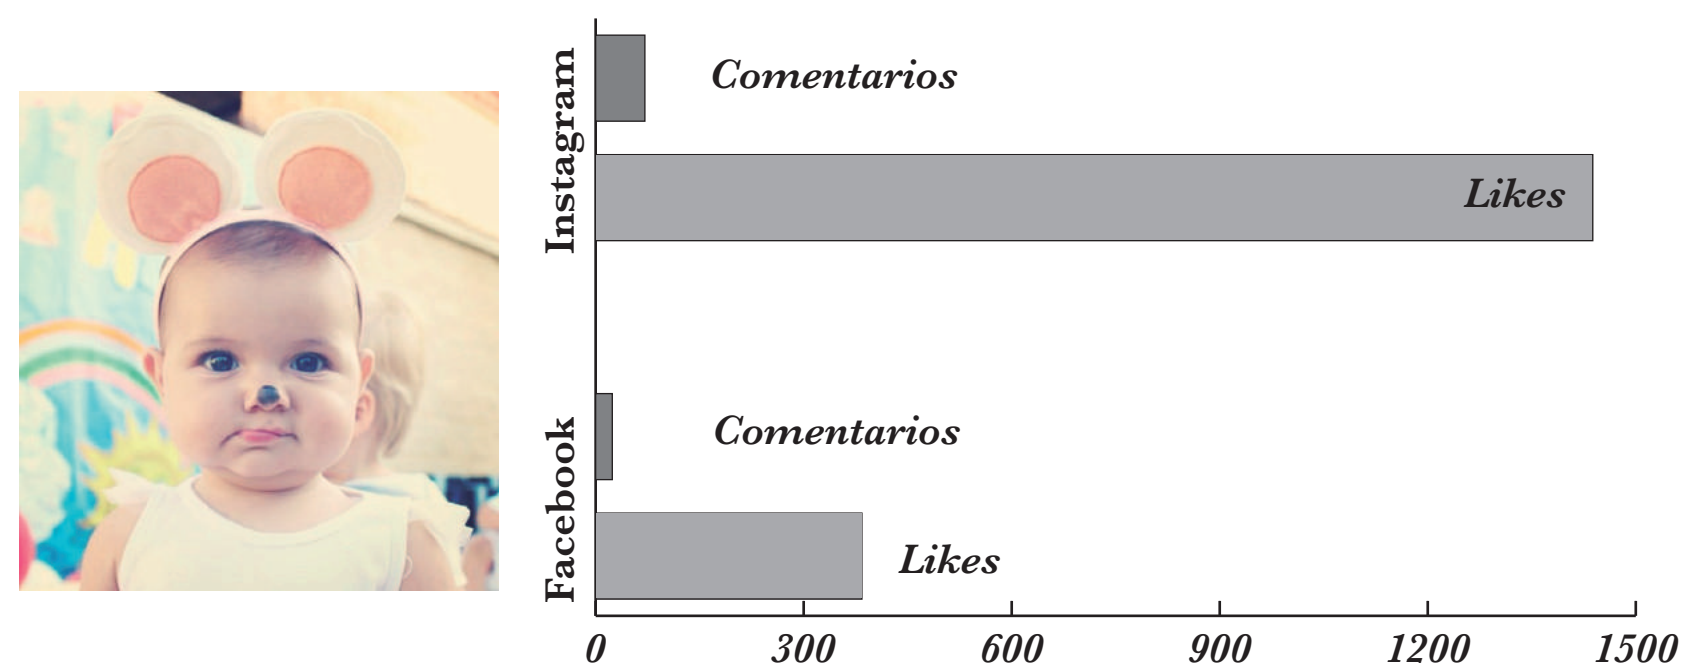 Instagram
Comentarios
Likes
Facebook
Comentarios
Likes
0 300 600 900 1200 1500